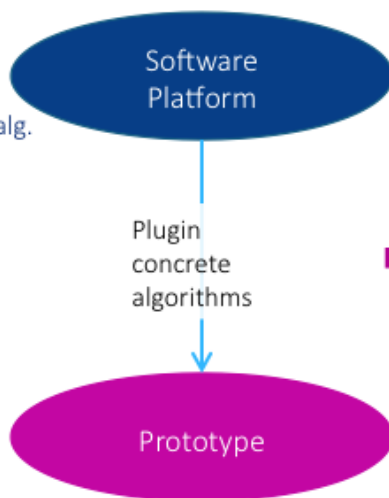 Software
Platform
alg.
Plugin
concrete
algorithms
Prototype